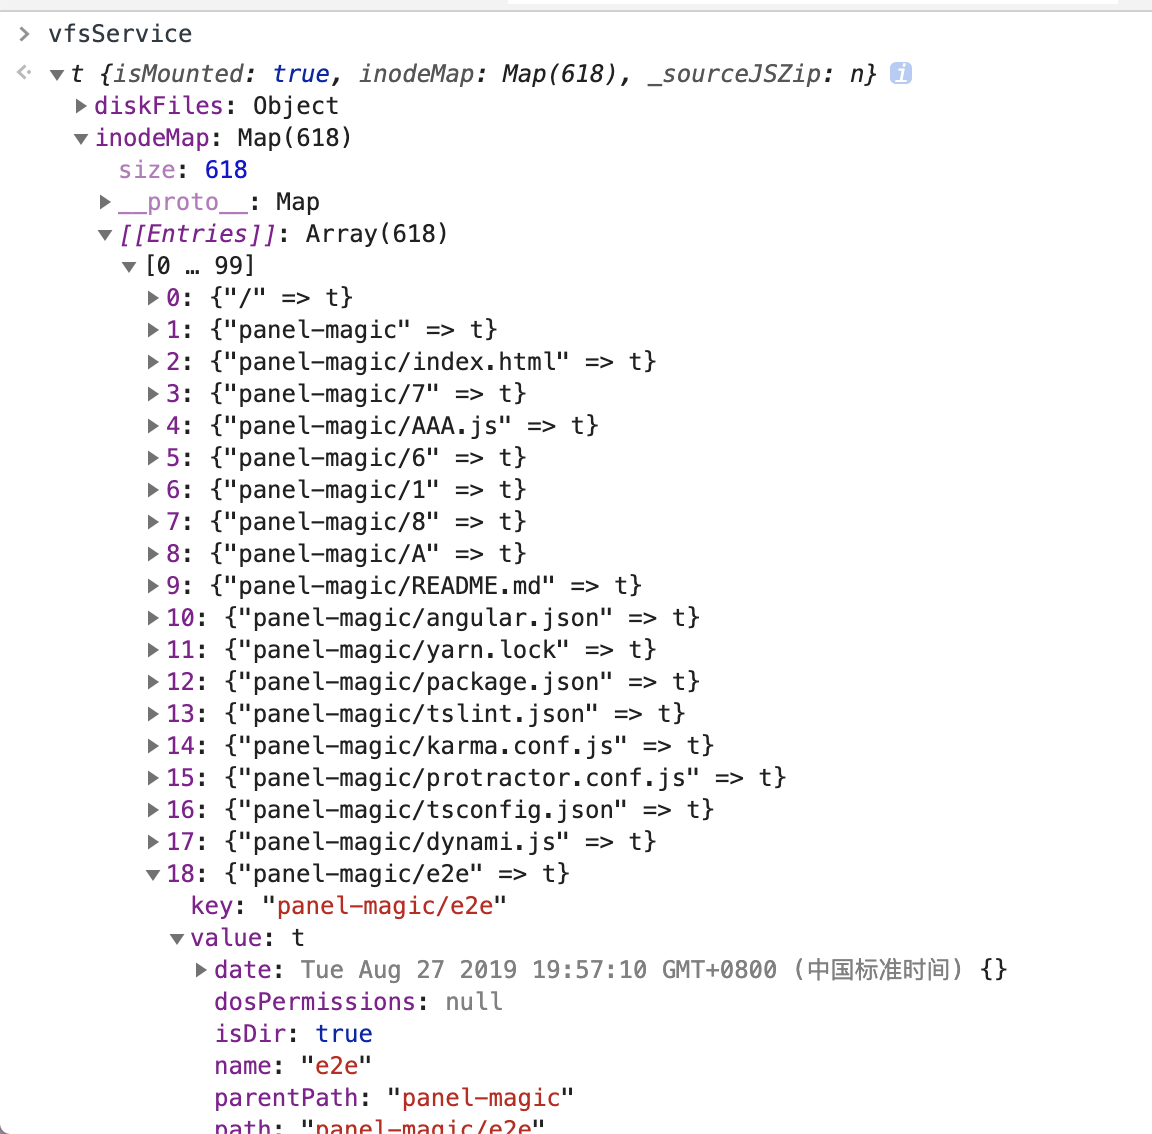 > vfsService
t {isMounted: true, inodeMap: Map(618), _sourceJSZip: n} i
diskFiles: Object
inodeMap: Map(618)
size: 618
__proto__: Map
[[Entries]]: Array(618)
[0 … 99]
0: {"/" => t}
1: {"panel-magic" => t}
2: {"panel-magic/index.html" => t}
3: {"panel-magic/7" => t}
4: {"panel-magic/AAA.js" => t}
5: {"panel-magic/6" => t}
6: {"panel-magic/1" => t}
7: {"panel-magic/8" => t}
8: {"panel-magic/A" => t}
9: {"panel-magic/README.md" => t}
10: {"panel-magic/angular.json" => t}
11: {"panel-magic/yarn.lock" => t}
12: {"panel-magic/package.json" => t}
13: {"panel-magic/tslint.json" => t}
14: {"panel-magic/karma.conf.js" => t}
15: {"panel-magic/protractor.conf.js" => t}
16: {"panel-magic/tsconfig.json" => t}
17: {"panel-magic/dynami.js" => t}
18: {"panel-magic/e2e" => t}
key: "panel-magic/e2e"
value: t
date: Tue Aug 27 2019 19:57:10 GMT+0800 (中国标准时间) {}
dosPermissions: null
isDir: true
name: "e2e"
parentPath: "panel-magic"
path: "panel-magic/e2e"